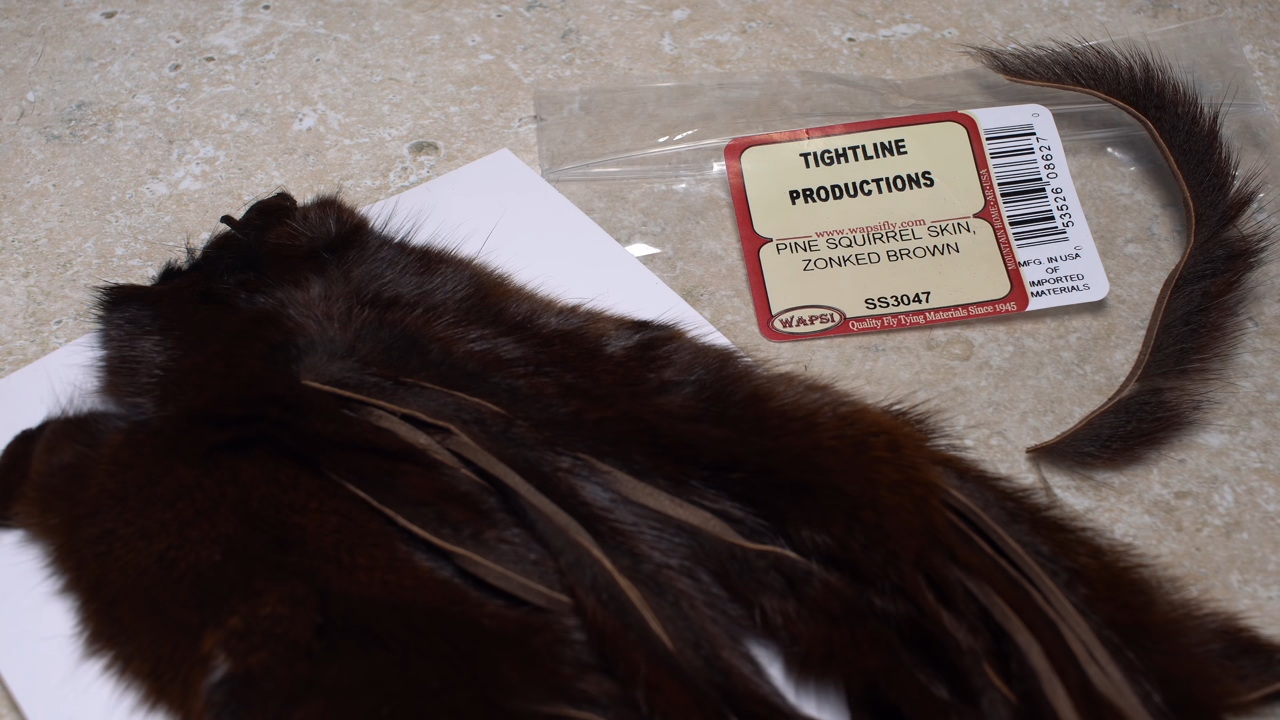 TIGHTLINE
PRODUCTIONS
www.wapsifly.com
PINE SQUIRREL SKIN,
ZONKED BROWN
SS3047
WAPSI
Quality Fly Tying Materials Since 1945
MOUNTAIN HOME•AR•USA
0
53526 08627
C
MFG. IN USA
OF
IMPORTED
MATERIALS